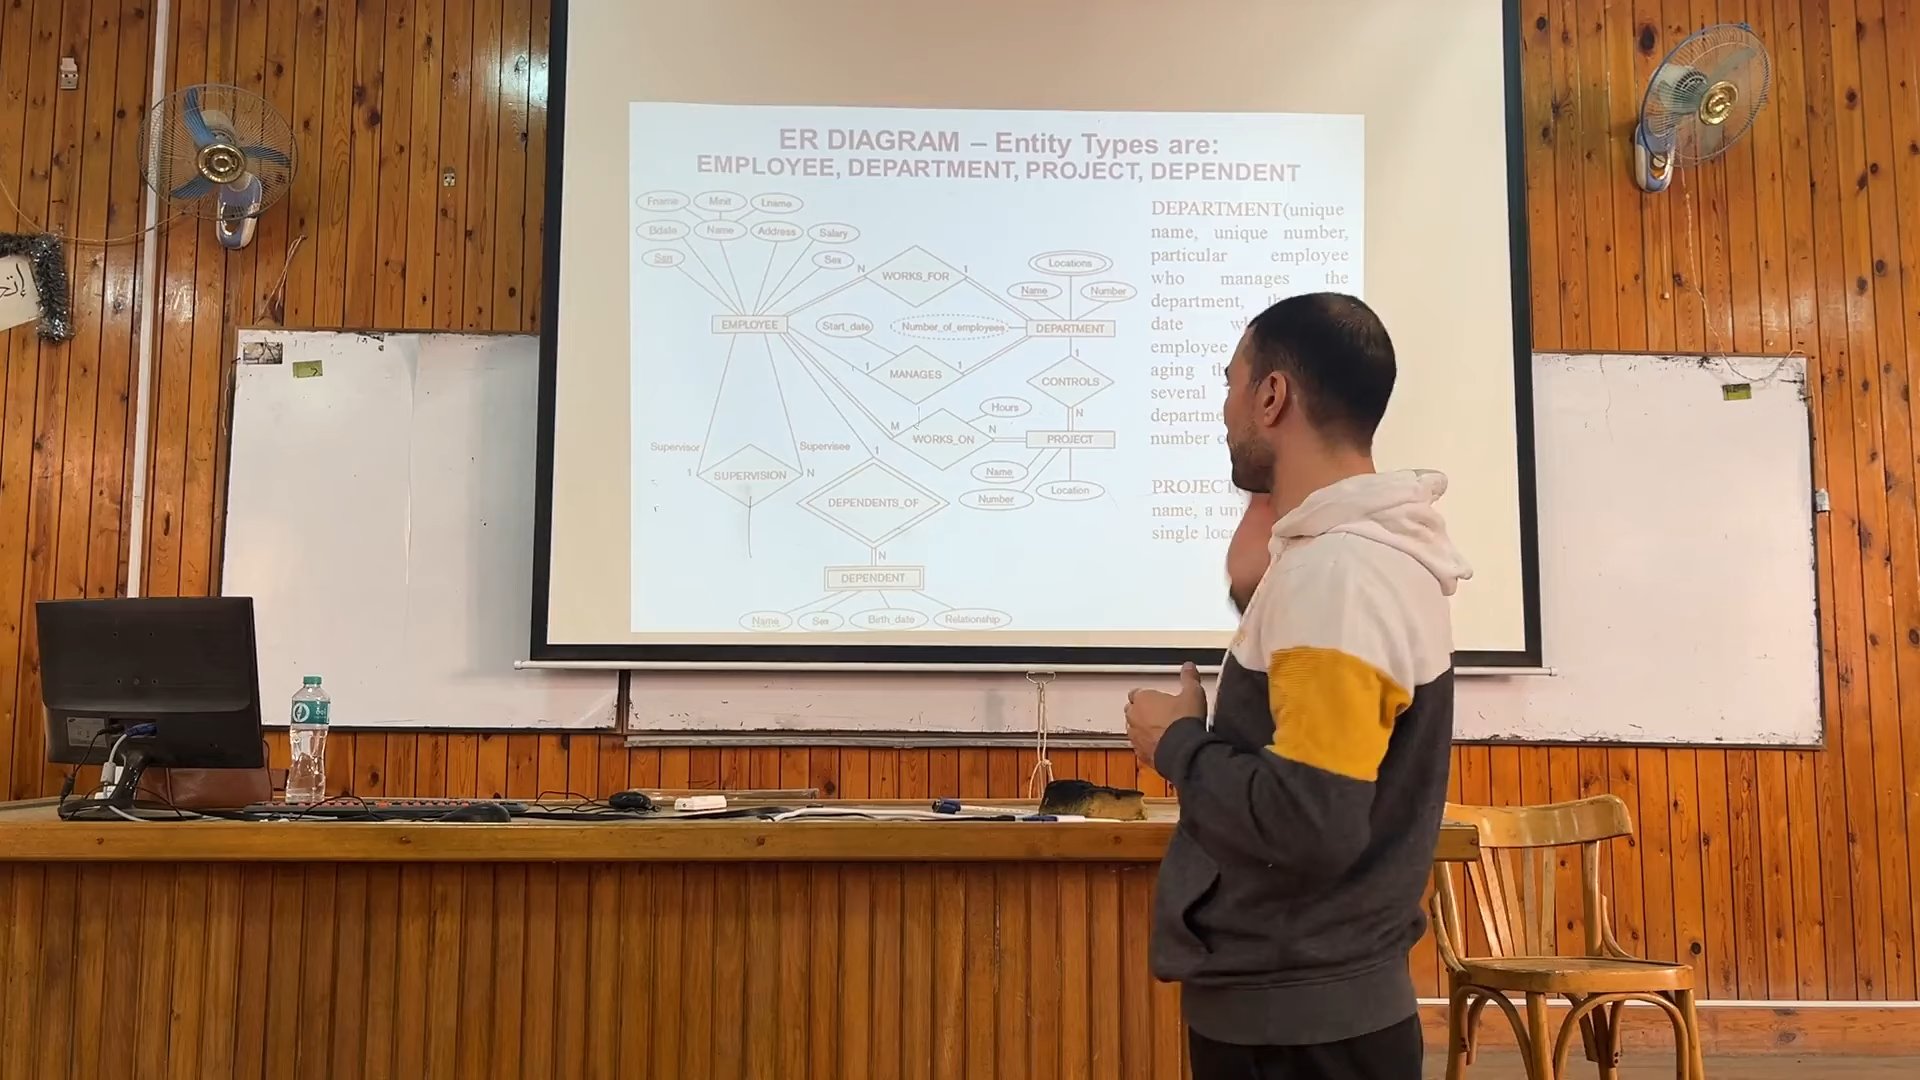 ER DIAGRAM – Entity Types are:
EMPLOYEE, DEPARTMENT, PROJECT, DEPENDENT
Fname Minit Lname
Bdate Name Address Salary
Ssn Sex
N WORKS_FOR 1
Locations
Name Number
EMPLOYEE Start_date Number_of_employees DEPARTMENT
1 MANAGES 1
1
CONTROLS
N
Hours
M WORKS_ON N PROJECT
Supervisor Supervisee 1
1 SUPERVISION N
Name
Number Location
DEPENDENTS_OF
N
DEPENDENT
Name Sex Birth_date Relationship
DEPARTMENT(unique
name, unique number,
particular employee
who manages the
department,
date
employee
aging
several
number
PROJECT
name, a
single